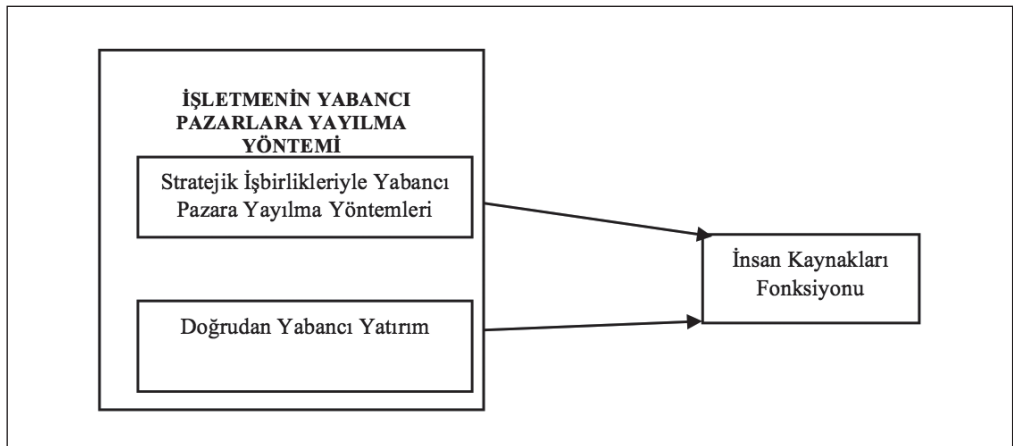 İŞLETMENİN YABANCI
PAZARLARA YAYILMA
YÖNTEMİ
Stratejik İşbirlikleriyle Yabancı
Pazara Yayılma Yöntemleri
Doğrudan Yabancı Yatırım
İnsan Kaynakları
Fonksiyonu